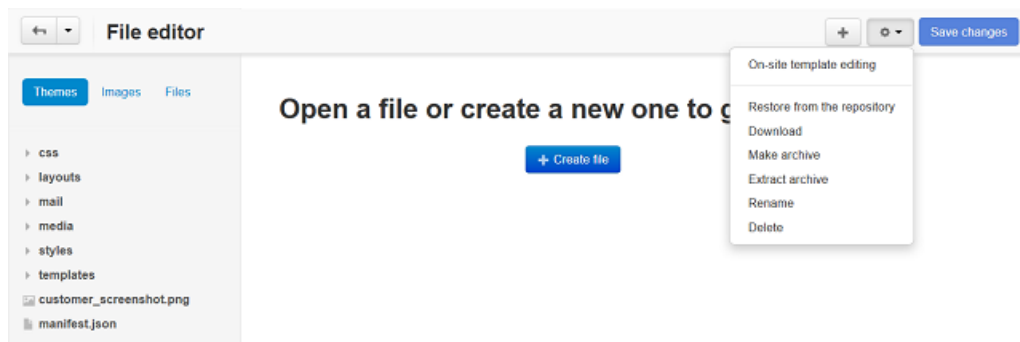 File editor
Save changes
On-site template editing
Themes Images Files
Open a file or create a new one to g
Restore from the repository
Download
Create file
Make archive
Extract archive
Rename
Delete
css
layouts
mail
media
styles
templates
customer_screenshot.png
manifest.json